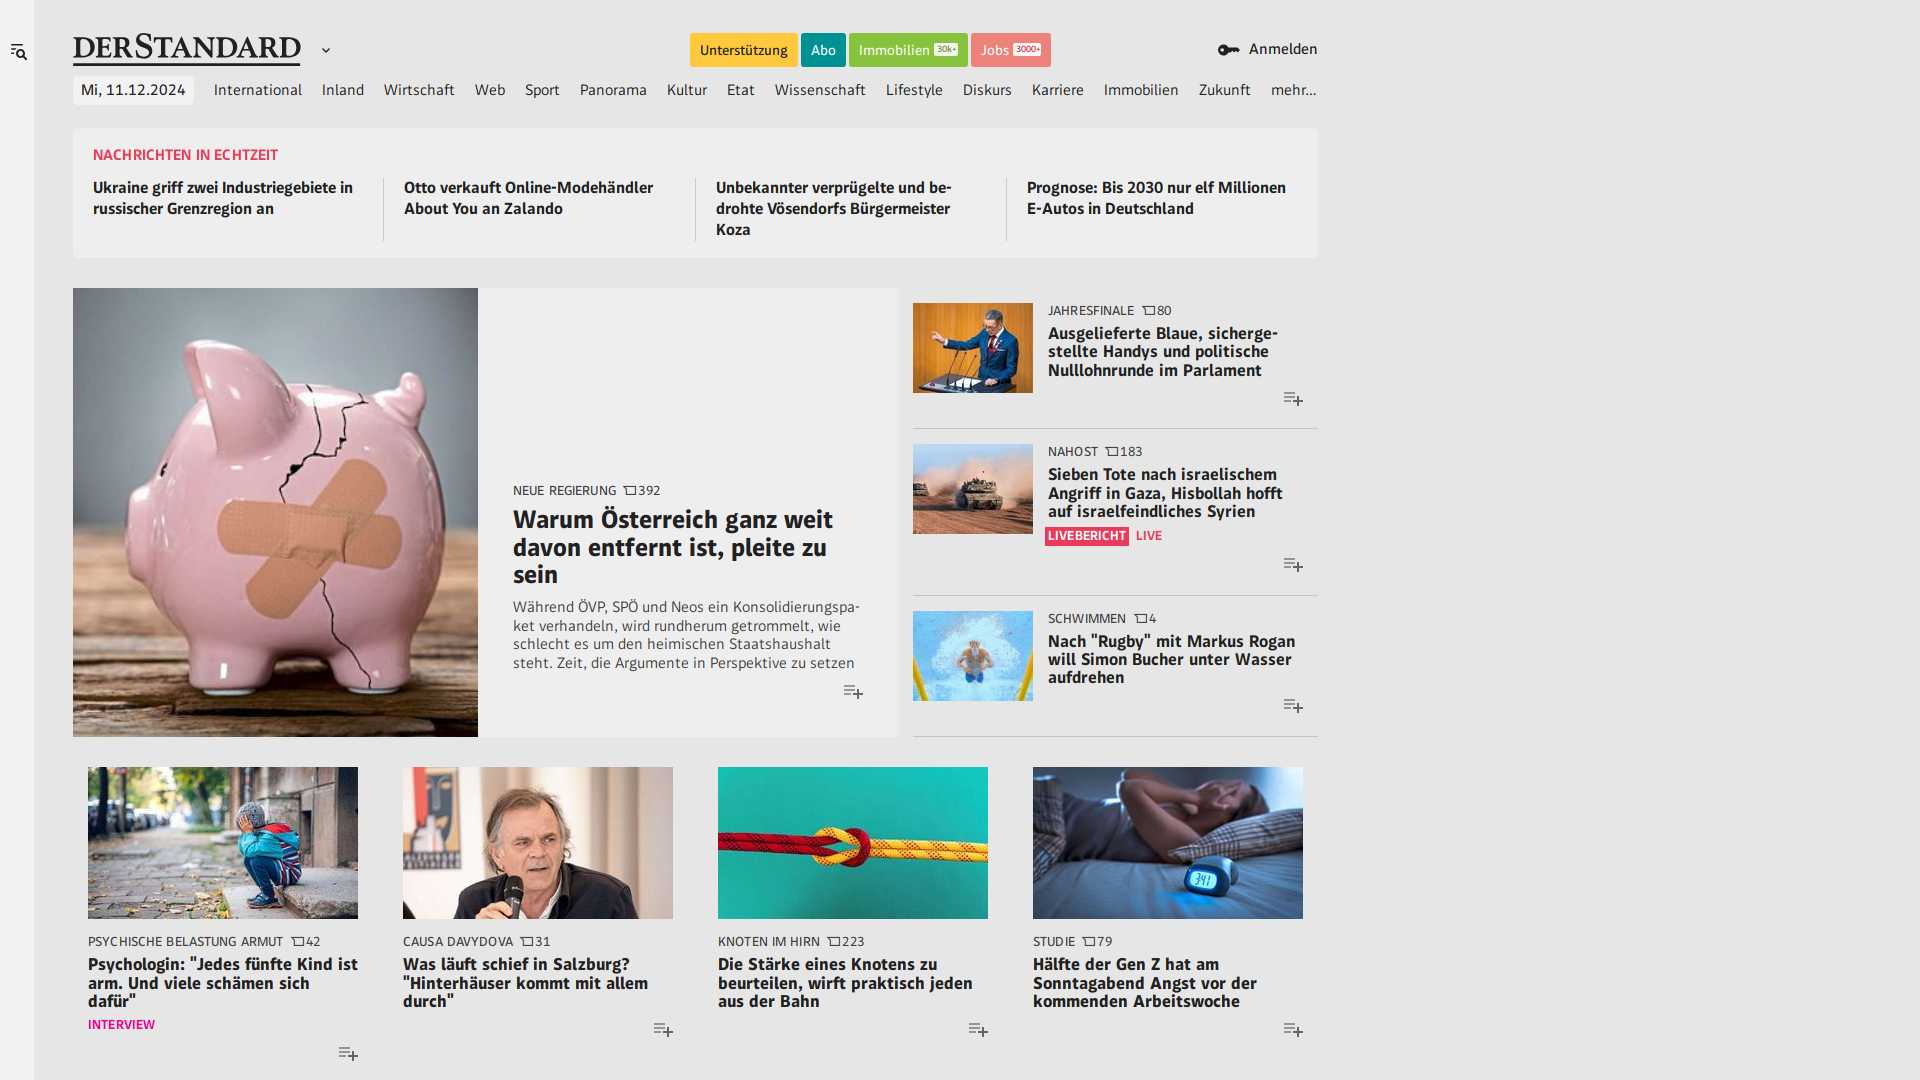 DERSTANDARD
Unterstützung
Abo
Immobilien 30k+
Jobs 3000+
Anmelden
Mi, 11.12.2024
International
Inland
Wirtschaft
Web
Sport
Panorama
Kultur
Etat
Wissenschaft
Lifestyle
Diskurs
Karriere
Immobilien
Zukunft
mehr...
NACHRICHTEN IN ECHTZEIT
Ukraine griff zwei Industriegebiete in
russischer Grenzregion an
Otto verkauft Online-Modehändler
About You an Zalando
Unbekannter verprügelte und be-
drohte Vösendorfs Bürgermeister
Koza
Prognose: Bis 2030 nur elf Millionen
E-Autos in Deutschland
NEUE REGIERUNG 392
Warum Österreich ganz weit
davon entfernt ist, pleite zu
sein
Während ÖVP, SPÖ und Neos ein Konsolidierungspa-
ket verhandeln, wird rundherum getrommelt, wie
schlecht es um den heimischen Staatshaushalt
steht. Zeit, die Argumente in Perspektive zu setzen
JAHRESFINALE 80
Ausgelieferte Blaue, sicherge-
stellte Handys und politische
Nulllohnrunde im Parlament
NAHOST 183
Sieben Tote nach israelischem
Angriff in Gaza, Hisbollah hofft
auf israelfeindliches Syrien
LIVEBERICHT LIVE
SCHWIMMEN 4
Nach "Rugby" mit Markus Rogan
will Simon Bucher unter Wasser
aufdrehen
PSYCHISCHE BELASTUNG ARMUT 42
Psychologin: "Jedes fünfte Kind ist
arm. Und viele schämen sich
dafür"
INTERVIEW
CAUSA DAVYDOVA 31
Was läuft schief in Salzburg?
"Hinterhäuser kommt mit allem
durch"
KNOTEN IM HIRN 223
Die Stärke eines Knotens zu
beurteilen, wirft praktisch jeden
aus der Bahn
3:41
STUDIE 79
Hälfte der Gen Z hat am
Sonntagabend Angst vor der
kommenden Arbeitswoche